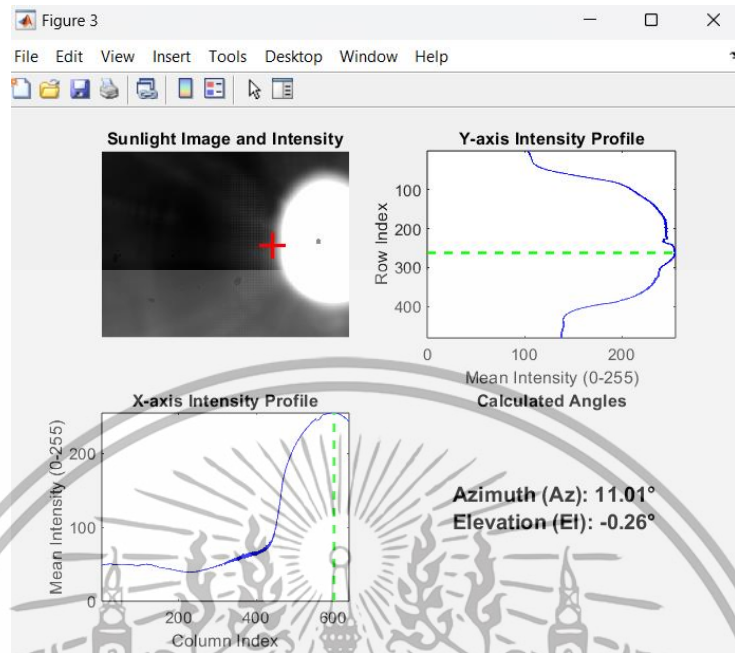 Figure 3
File Edit View Insert Tools Desktop Window Help
Sunlight Image and Intensity
Y-axis Intensity Profile
Row Index
100
200
300
400
0 100 200
Mean Intensity (0-255)
X-axis Intensity Profile
Mean Intensity (0-255)
200
100
0
200 400 600
Column Index
Calculated Angles
Azimuth (Az): 11.01°
Elevation (El): -0.26°